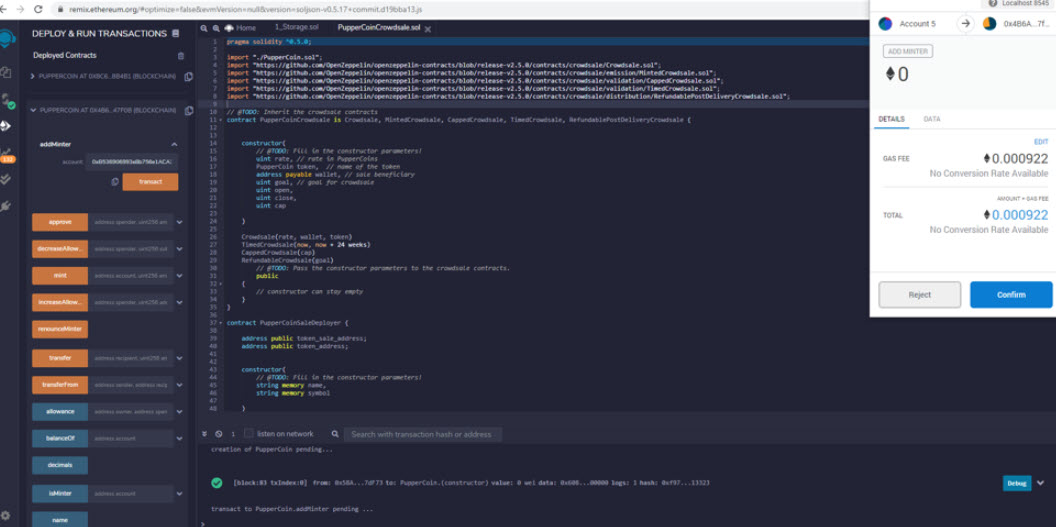 remix.ethereum.org/#optimize=false&evmVersion=null&version=soljson-v0.5.17+commit.d19bba13.js
Localhost 8545
DEPLOY & RUN TRANSACTIONS
Deployed Contracts
PUPPERCOIN AT (BLOCKCHAIN)
PUPPERCOIN AT 0X4B6...47F0B (BLOCKCHAIN)
addMinter
account:
transact
approve address spender, uint256 am
decreaseAllow... address spender, uint256 sul
mint address account, uint256 am
increaseAllow... address spender, uint256 ad
renounceMinter
transfer address recipient, uint256 am
transferFrom address sender, address recip
allowance address owner, address spen
balanceOf address account
decimals
isMinter address account
name
Home 1_Storage.sol PupperCoinCrowdsale.sol
1 pragma solidity ^0.5.0;
2
3 import "./PupperCoin.sol";
4 import "https://github.com/OpenZeppelin/openzeppelin-contracts/blob/release-v2.5.0/contracts/crowdsale/Crowdsale.sol";
5 import "https://github.com/OpenZeppelin/openzeppelin-contracts/blob/release-v2.5.0/contracts/crowdsale/emission/MintedCrowdsale.sol";
6 import "https://github.com/OpenZeppelin/openzeppelin-contracts/blob/release-v2.5.0/contracts/crowdsale/validation/CappedCrowdsale.sol";
7 import "https://github.com/OpenZeppelin/openzeppelin-contracts/blob/release-v2.5.0/contracts/crowdsale/validation/TimedCrowdsale.sol";
8 import "https://github.com/OpenZeppelin/openzeppelin-contracts/blob/release-v2.5.0/contracts/crowdsale/distribution/RefundablePostDeliveryCrowdsale.sol";
9
10 // @TODO: Inherit the crowdsale contracts
11 contract PupperCoinCrowdsale is Crowdsale, MintedCrowdsale, CappedCrowdsale, TimedCrowdsale, RefundablePostDeliveryCrowdsale {
12
13
14 constructor(
15 // @TODO: Fill in the constructor parameters!
16 uint rate, // rate in PupperCoins
17 PupperCoin token, // name of the token
18 address payable wallet, // sale beneficiary
19 uint goal, // goal for crowdsale
20 uint open,
21 uint close,
22 uint cap
23
24 )
25
26 Crowdsale(rate, wallet, token)
27 TimedCrowdsale(now, now + 24 weeks)
28 CappedCrowdsale(cap)
29 RefundableCrowdsale(goal)
30 // @TODO: Pass the constructor parameters to the crowdsale contracts.
31 public
32 {
33 // constructor can stay empty
34 }
35 }
36
37 contract PupperCoinSaleDeployer {
38
39 address public token_sale_address;
40 address public token_address;
41
42
43 constructor(
44 // @TODO: Fill in the constructor parameters!
45 string memory name,
46 string memory symbol
47
48 )
1 listen on network Search with transaction hash or address
creation of PupperCoin pending...
[block:83 txIndex:0] from: 0x58A...7dF73 to: PupperCoin.(constructor) value: 0 wei data: 0x608...00000 logs: 1 hash: 0xf97...13323
Debug
transact to PupperCoin.addMinter pending ...
Account 5 0x4B6A...7f...
ADD MINTER
0
DETAILS DATA
EDIT
GAS FEE 0.000922
No Conversion Rate Available
AMOUNT + GAS FEE
TOTAL 0.000922
No Conversion Rate Available
Reject Confirm